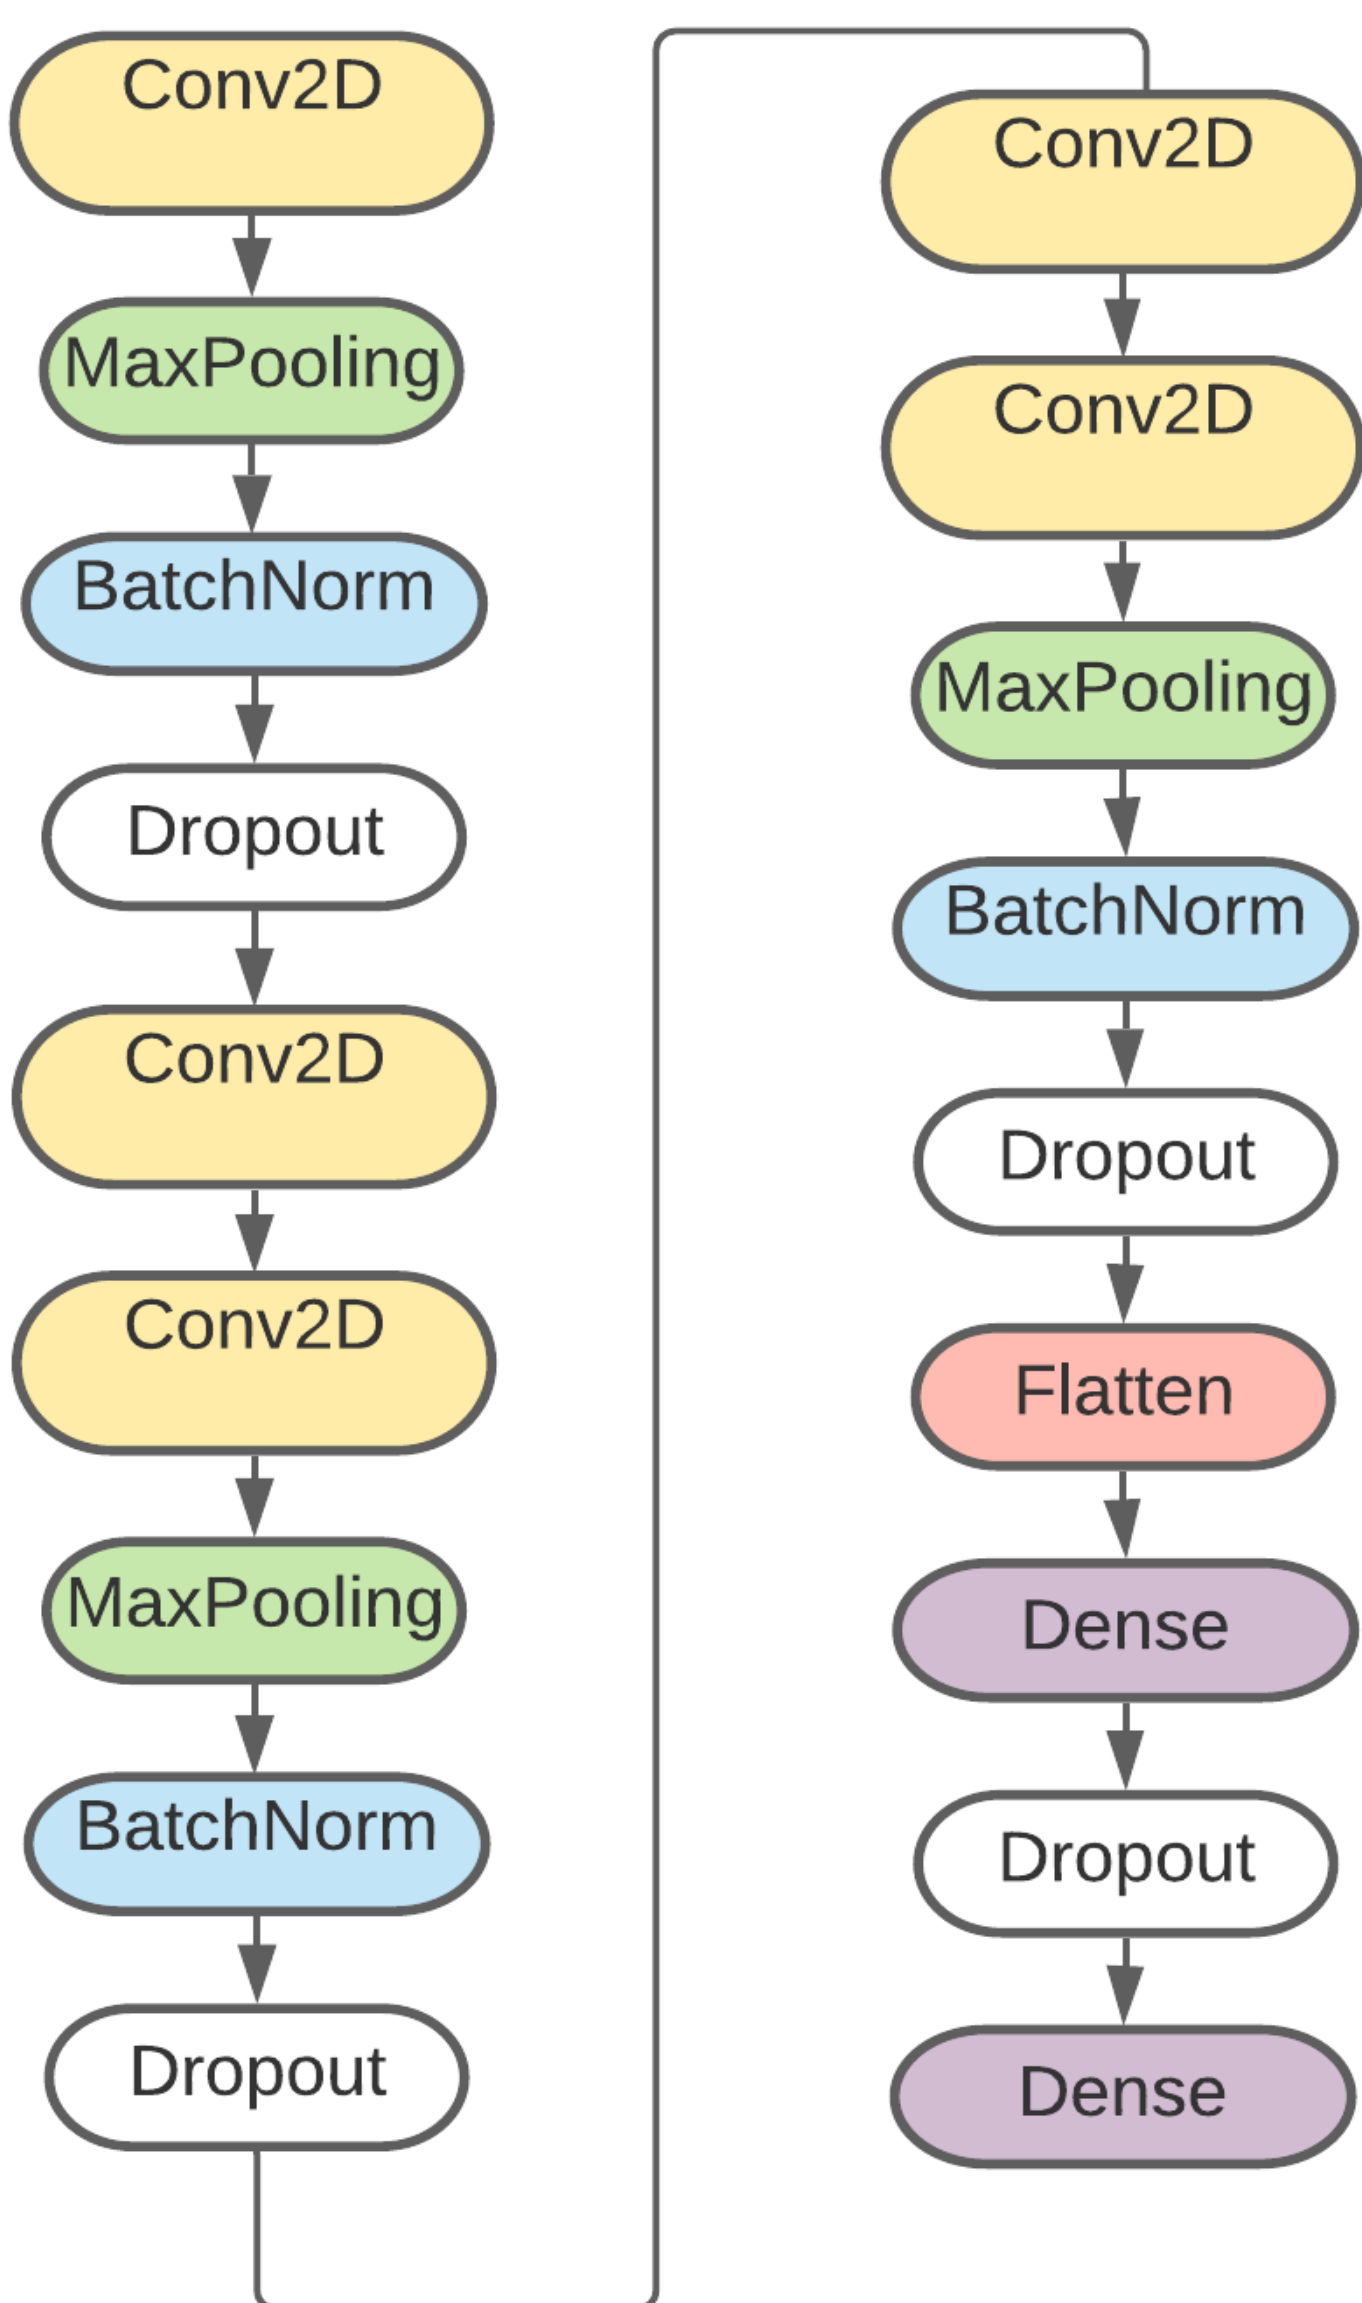 Conv2D
MaxPooling
BatchNorm
Dropout
Conv2D
Conv2D
MaxPooling
BatchNorm
Dropout
Conv2D
Conv2D
MaxPooling
BatchNorm
Dropout
Flatten
Dense
Dropout
Dense